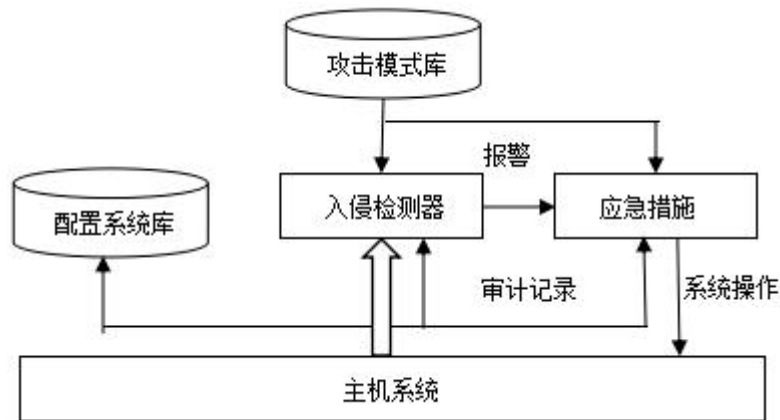 攻击模式库
报警
入侵检测器
应急措施
配置系统库
审计记录
系统操作
主机系统